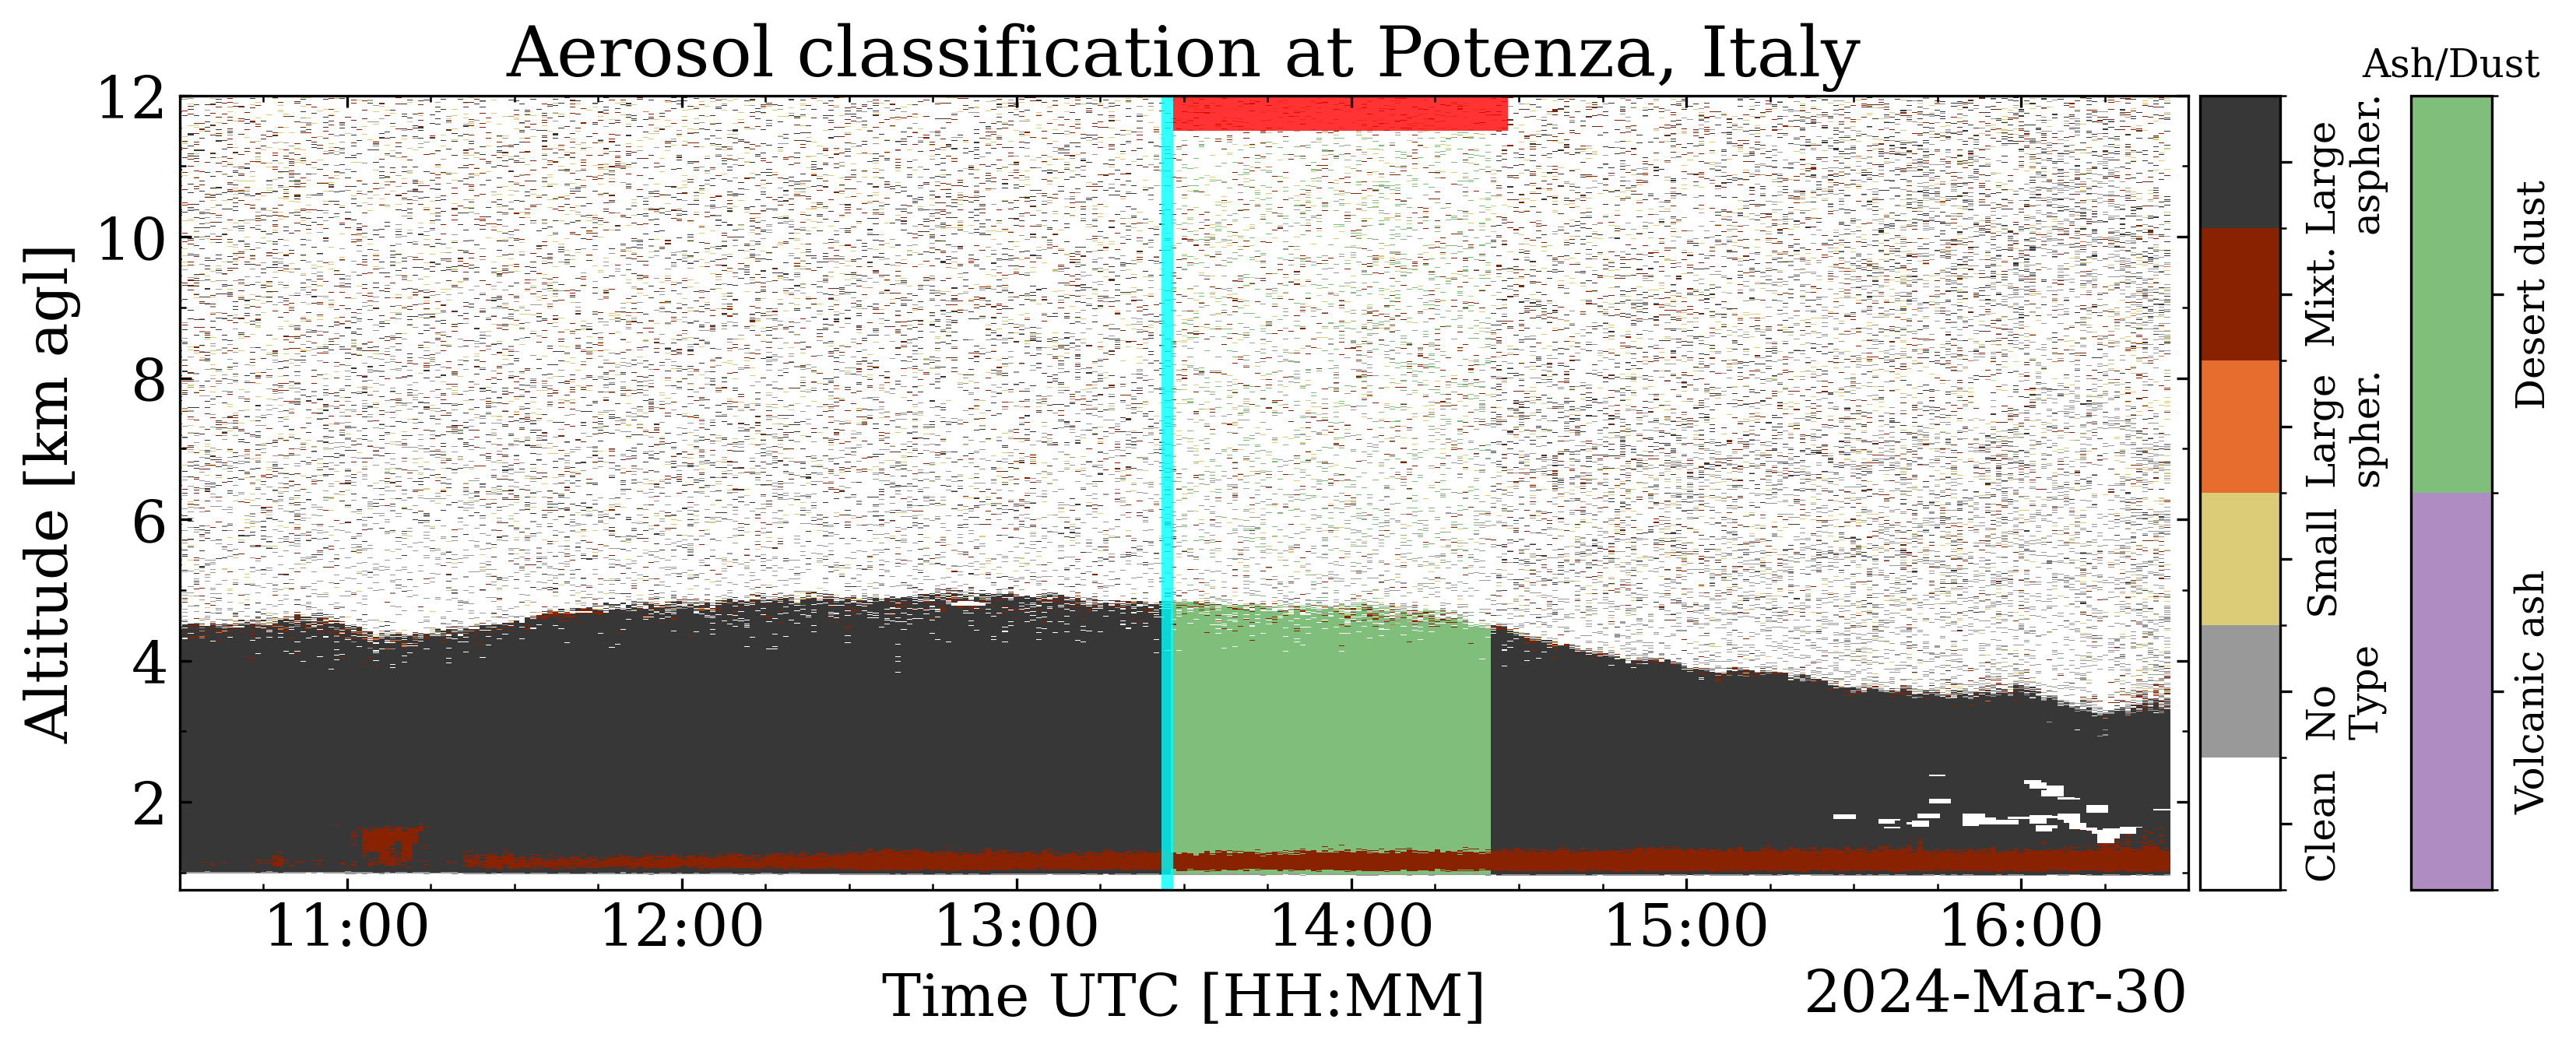 Aerosol classification at Potenza, Italy
Ash/Dust
Altitude [km agl]
12
10
8
6
4
2
11:00 12:00 13:00 14:00 15:00 16:00
Time UTC [HH:MM]
2024-Mar-30
Large
aspher.
Mixt.
Large
spher.
Small
No
Type
Clean
Desert dust
Volcanic ash